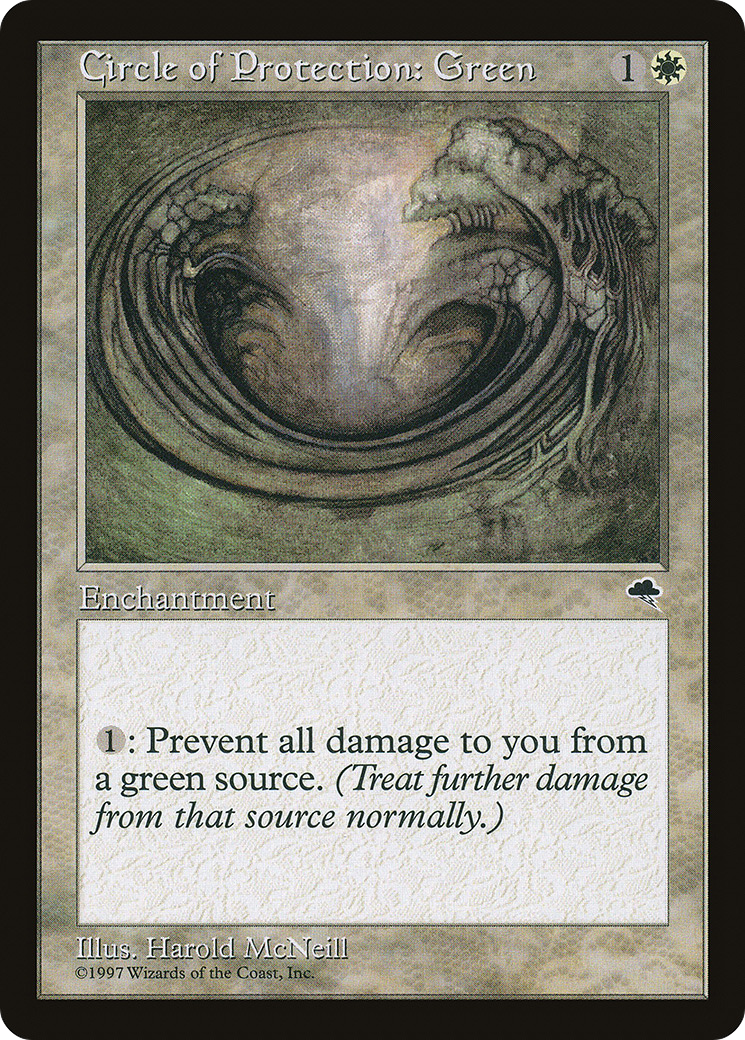 Circle of Protection: Green 1
Enchantment
1: Prevent all damage to you from
a green source. (Treat further damage
from that source normally.)
Illus. Harold McNeill
©1997 Wizards of the Coast, Inc.